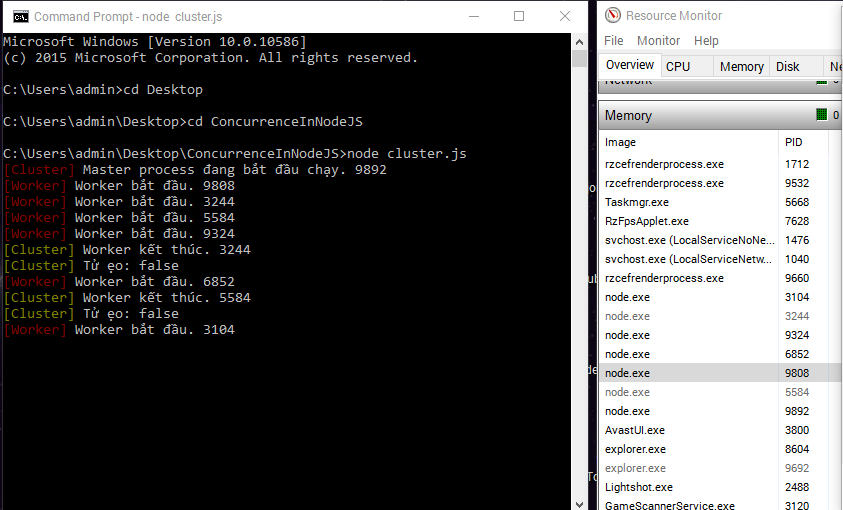 Command Prompt - node cluster.js
Microsoft Windows [Version 10.0.10586]
(c) 2015 Microsoft Corporation. All rights reserved.
C:\Users\admin>cd Desktop
C:\Users\admin\Desktop>cd ConcurrenceInNodeJS
C:\Users\admin\Desktop\ConcurrenceInNodeJS>node cluster.js
[Cluster] Master process đang bắt đầu chạy. 9892
[Worker] Worker bắt đầu. 9808
[Worker] Worker bắt đầu. 3244
[Worker] Worker bắt đầu. 5584
[Worker] Worker bắt đầu. 9324
[Cluster] Worker kết thúc. 3244
[Cluster] Tử ẹo: false
[Worker] Worker bắt đầu. 6852
[Cluster] Worker kết thúc. 5584
[Cluster] Tử ẹo: false
[Worker] Worker bắt đầu. 3104
Resource Monitor
File Monitor Help
Overview CPU Memory Disk Ne
Network 0
Memory 0
Image PID
rzcefrenderprocess.exe 1712
rzcefrenderprocess.exe 9532
Taskmgr.exe 5668
RzFpsApplet.exe 7628
svchost.exe (LocalServiceNoNe... 1476
svchost.exe (LocalServiceNetw... 1040
rzcefrenderprocess.exe 9660
node.exe 3104
node.exe 3244
node.exe 9324
node.exe 6852
node.exe 9808
node.exe 5584
node.exe 9892
AvastUI.exe 3800
explorer.exe 8604
explorer.exe 9692
Lightshot.exe 2488
GameScannerService.exe 3120